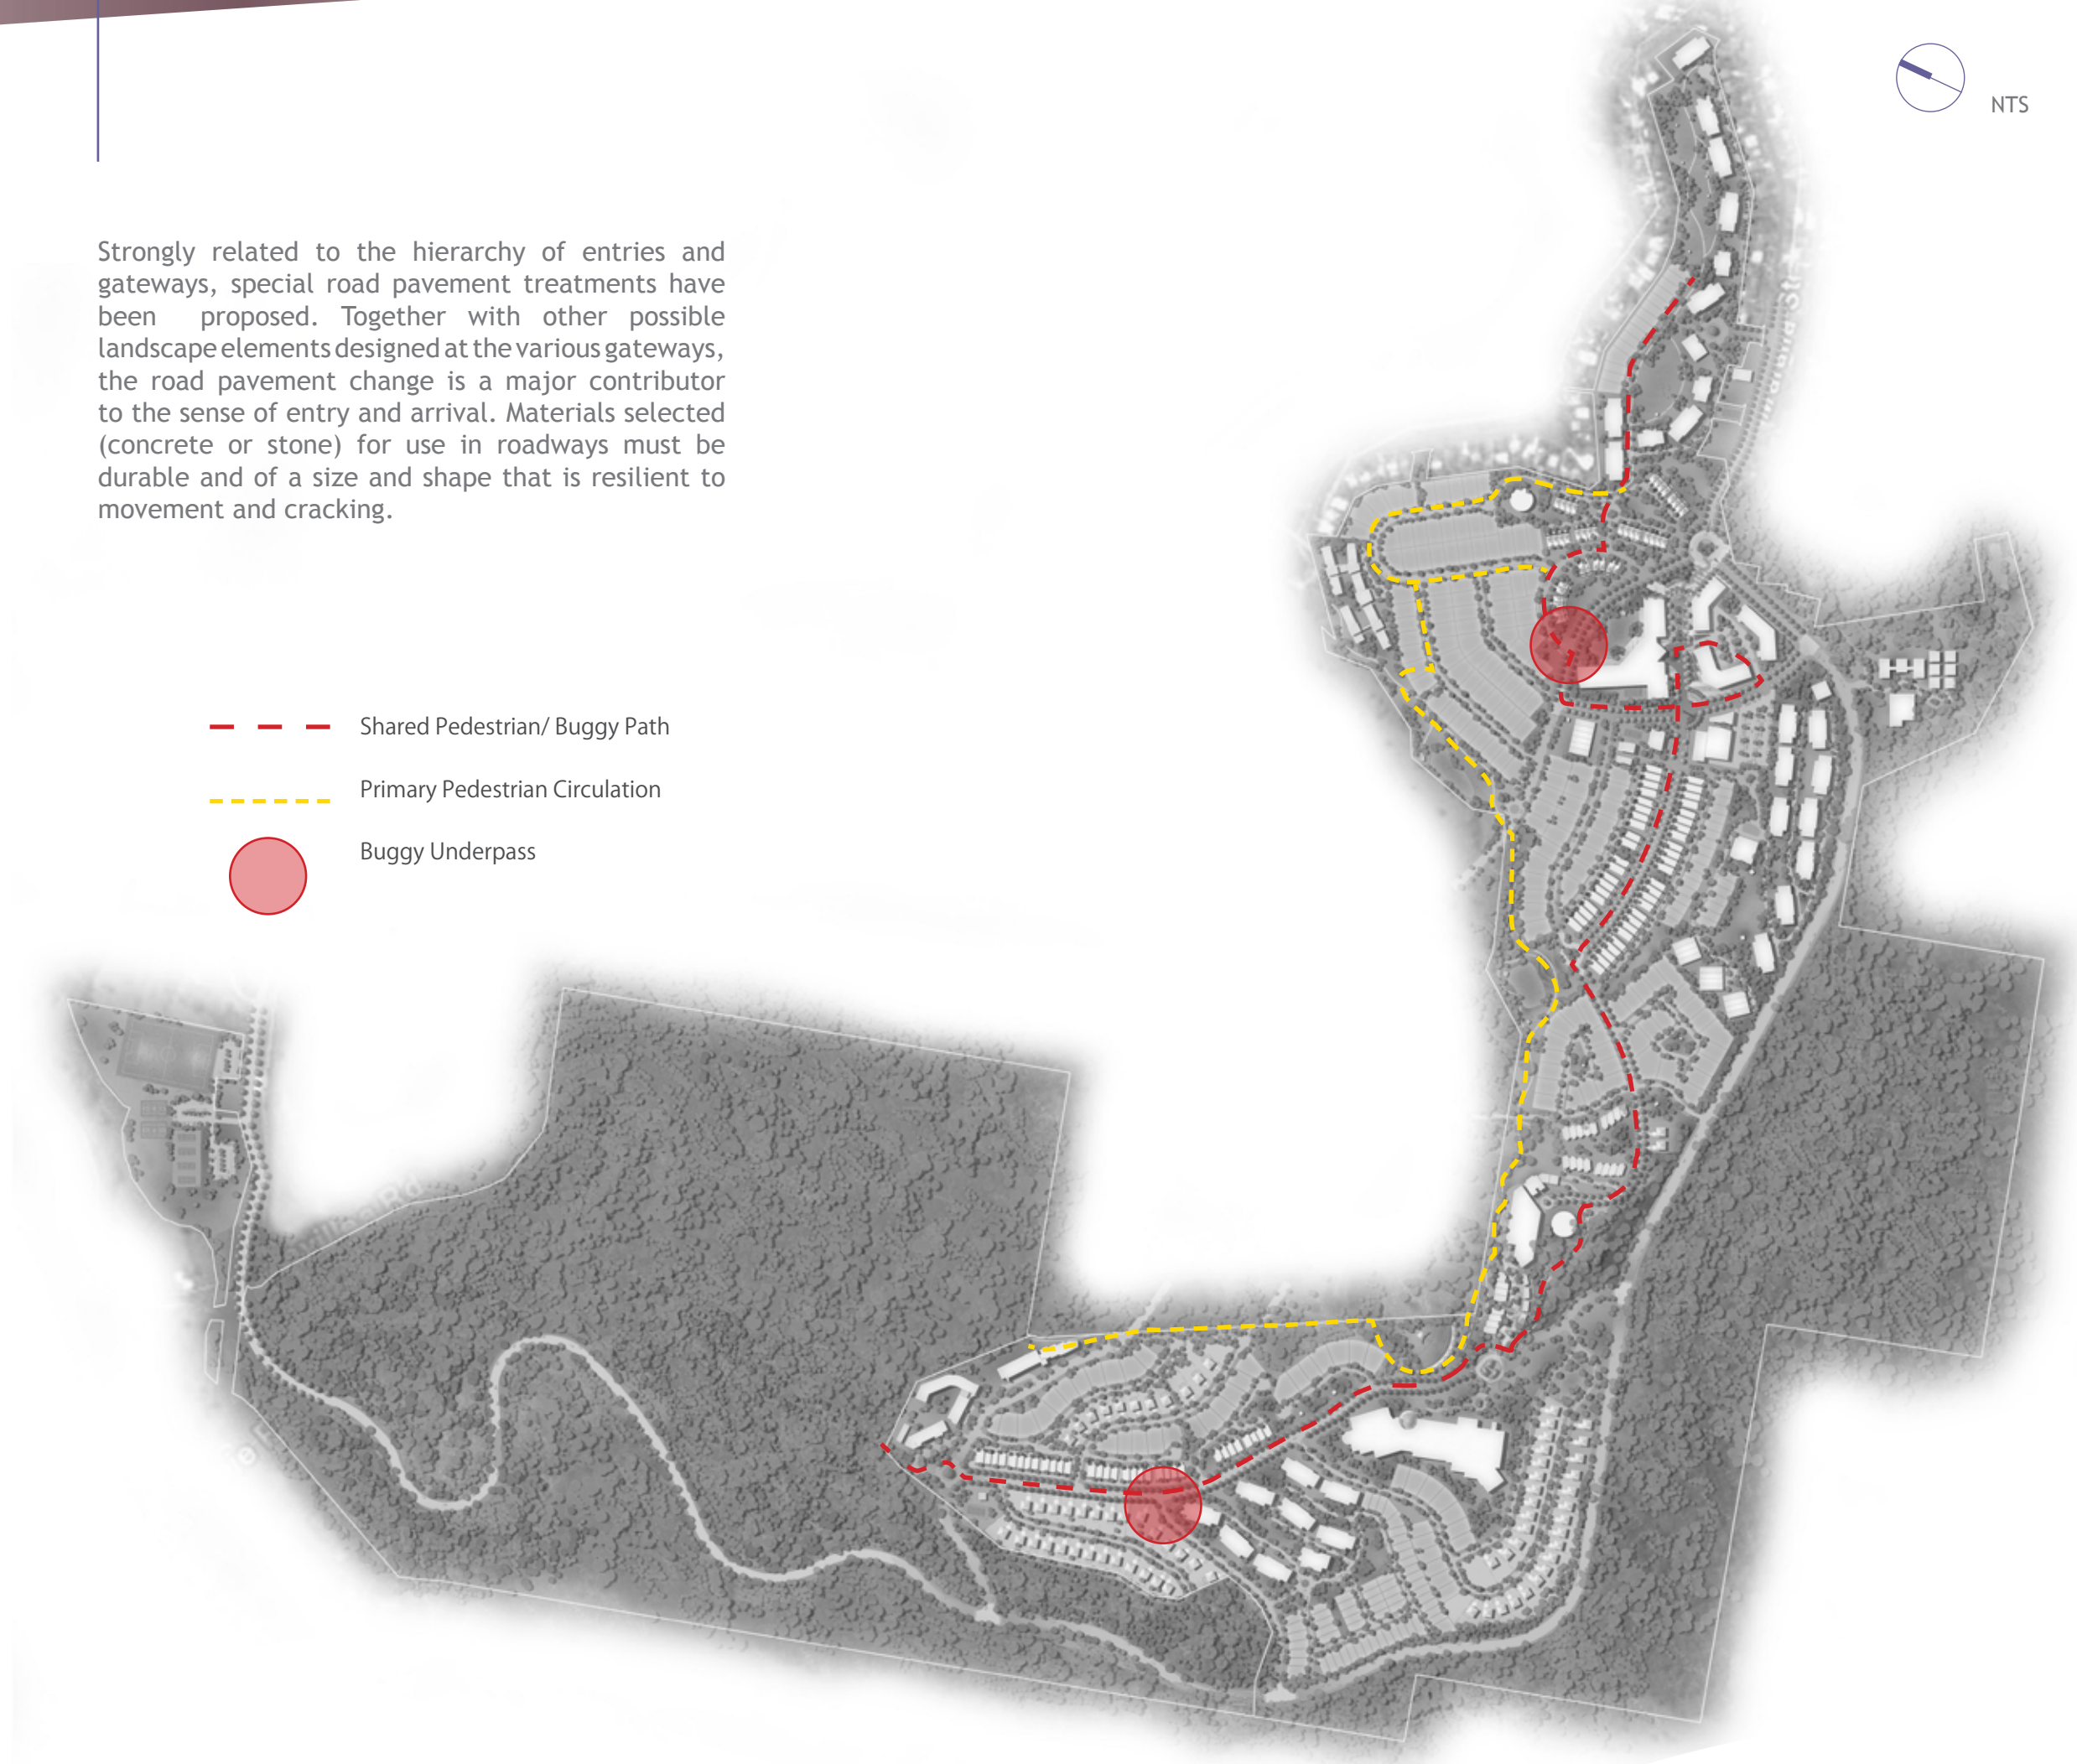 NTS
Strongly related to the hierarchy of entries and
gateways, special road pavement treatments have
been proposed. Together with other possible
landscape elements designed at the various gateways,
the road pavement change is a major contributor
to the sense of entry and arrival. Materials selected
(concrete or stone) for use in roadways must be
durable and of a size and shape that is resilient to
movement and cracking.
Shared Pedestrian/ Buggy Path
Primary Pedestrian Circulation
Buggy Underpass